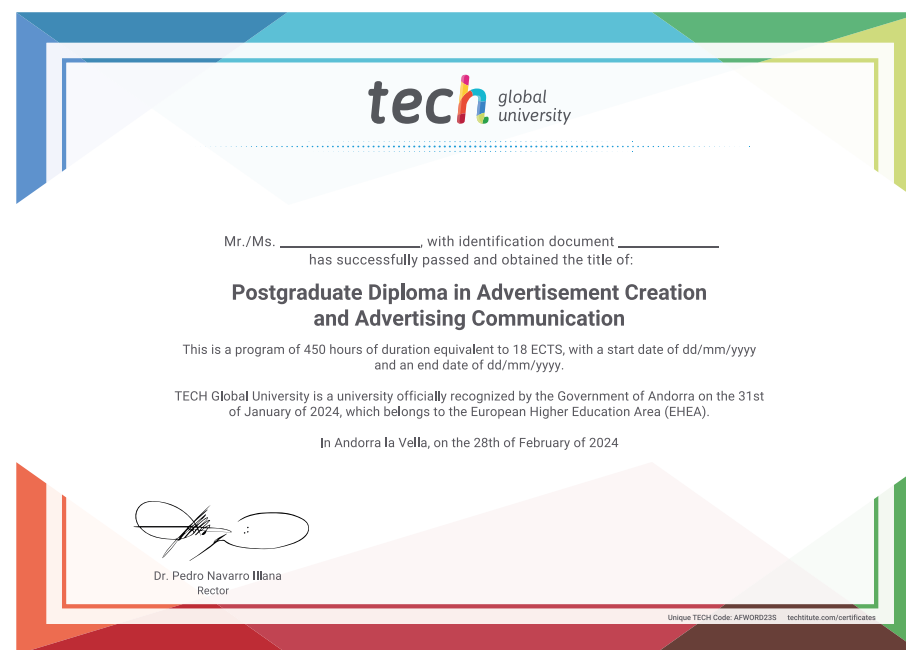 tech global university
Mr./Ms. ____________________, with identification document ______________
has successfully passed and obtained the title of:
Postgraduate Diploma in Advertisement Creation
and Advertising Communication
This is a program of 450 hours of duration equivalent to 18 ECTS, with a start date of dd/mm/yyyy
and an end date of dd/mm/yyyy.
TECH Global University is a university officially recognized by the Government of Andorra on the 31st
of January of 2024, which belongs to the European Higher Education Area (EHEA).
In Andorra la Vella, on the 28th of February of 2024
Dr. Pedro Navarro Illana
Rector
Unique TECH Code: AFWORD23S techtitute.com/certificates